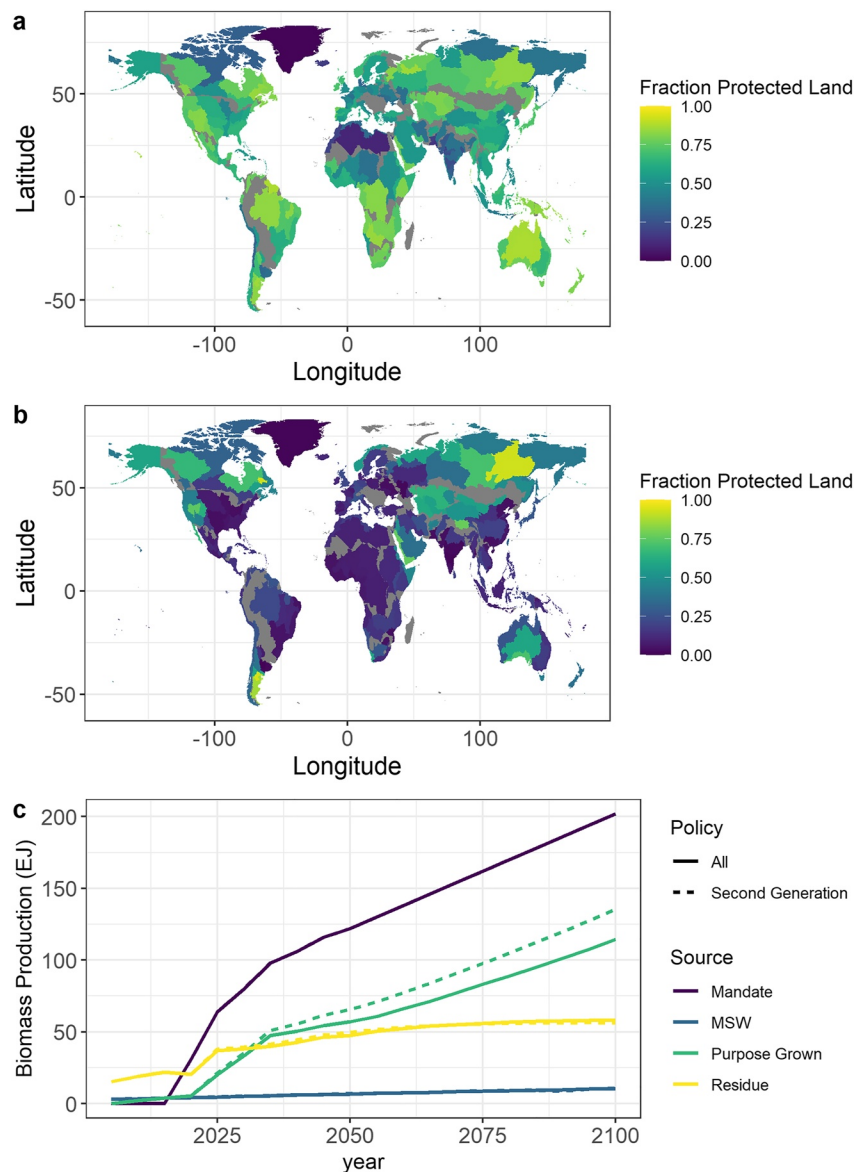 a
Latitude
50
0
-50
-100 0 100
Longitude
Fraction Protected Land
1.00
0.75
0.50
0.25
0.00
b
Latitude
50
0
-50
-100 0 100
Longitude
Fraction Protected Land
1.00
0.75
0.50
0.25
0.00
c
Biomass Production (EJ)
200
150
100
50
0
2025 2050 2075 2100
year
Policy
All
Second Generation
Source
Mandate
MSW
Purpose Grown
Residue